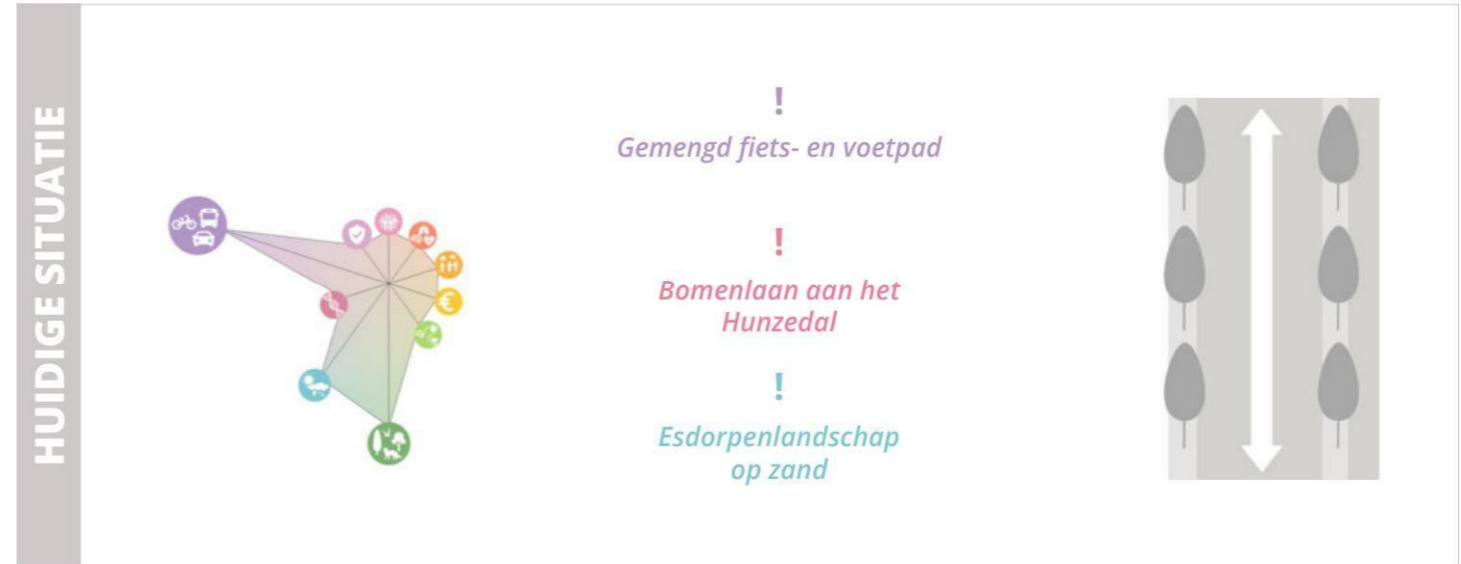 HUIDIGE SITUATIE
!
Gemengd fiets- en voetpad
!
Bomenlaan aan het
Hunzedal
!
Esdorpenlandschap
op zand
€